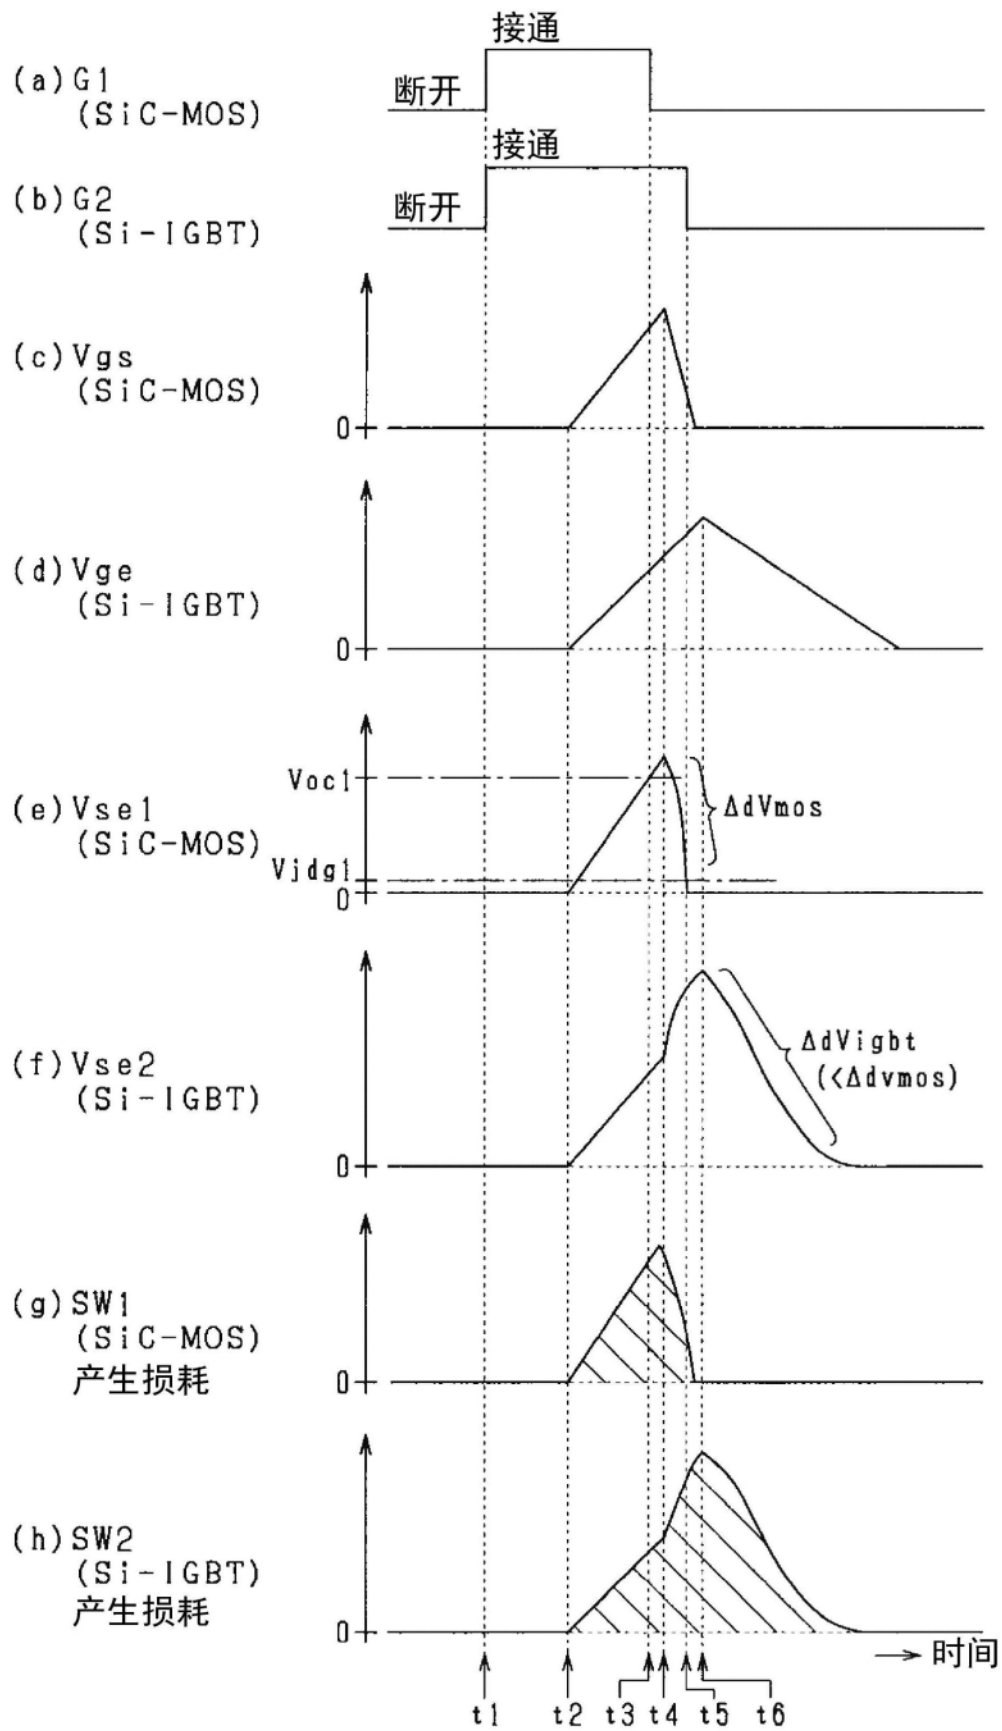 接通
(a) G1
断开
(SiC-MOS)
接通
(b) G2
断开
(Si-IGBT)
(c) Vgs
(SiC-MOS)
0
(d) Vge
(Si-IGBT)
0
Voc1
(e) Vse1
ΔdVmos
(SiC-MOS)
Vjdg1
0
(f) Vse2
ΔdVigbt
(<Δdvmos)
(Si-IGBT)
0
(g) SW1
(SiC-MOS)
产生损耗
0
(h) SW2
(Si-IGBT)
产生损耗
0
时间
t1 t2 t3 t4 t5 t6